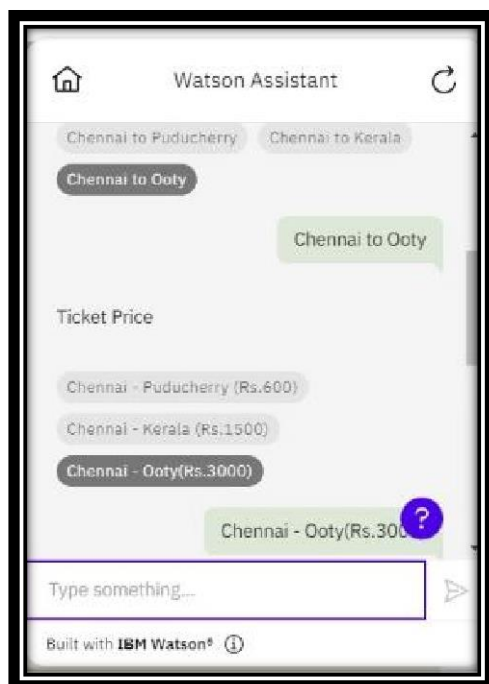 Watson Assistant
Chennai to Puducherry Chennai to Kerala
Chennai to Ooty
Chennai to Ooty
Ticket Price
Chennai - Puducherry (Rs.600)
Chennai - Kerala (Rs.1500)
Chennai - Ooty(Rs.3000)
Chennai - Ooty(Rs.300
?
Type something...
Built with IBM Watson®